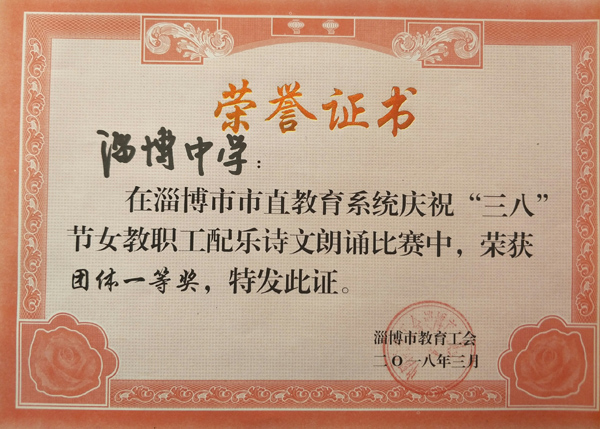 荣誉证书
淄博中学：
在淄博市市直教育系统庆祝“三八”
节女教职工配乐诗文朗诵比赛中，荣获
团体一等奖，特发此证。
淄博市教育工会
二〇一八年三月